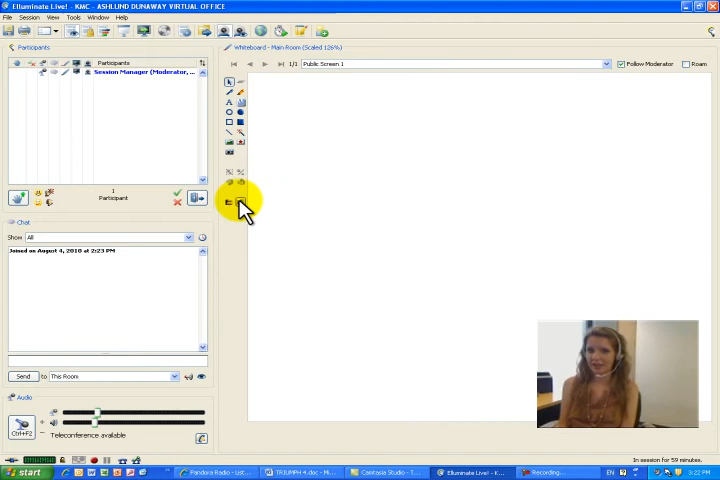 Elluminate Live! - KMC - ASHLUND DUNAWAY VIRTUAL OFFICE
File Session View Tools Window Help
Participants
Participants
Session Manager (Moderator, ...
1
Participant
Chat
Show All
Joined on August 4, 2010 at 2:23 PM
Send to This Room
Audio
Ctrl+F2
Teleconference available
Whiteboard - Main Room (Scaled 126%)
1/1 Public Screen 1 Follow Moderator Roam
In session for 59 minutes.
start Pandora Radio - List... TRIUMPH 4.doc - Mi... Camtasia Studio - T... Elluminate Live! - K... Recording... EN 3:22 PM